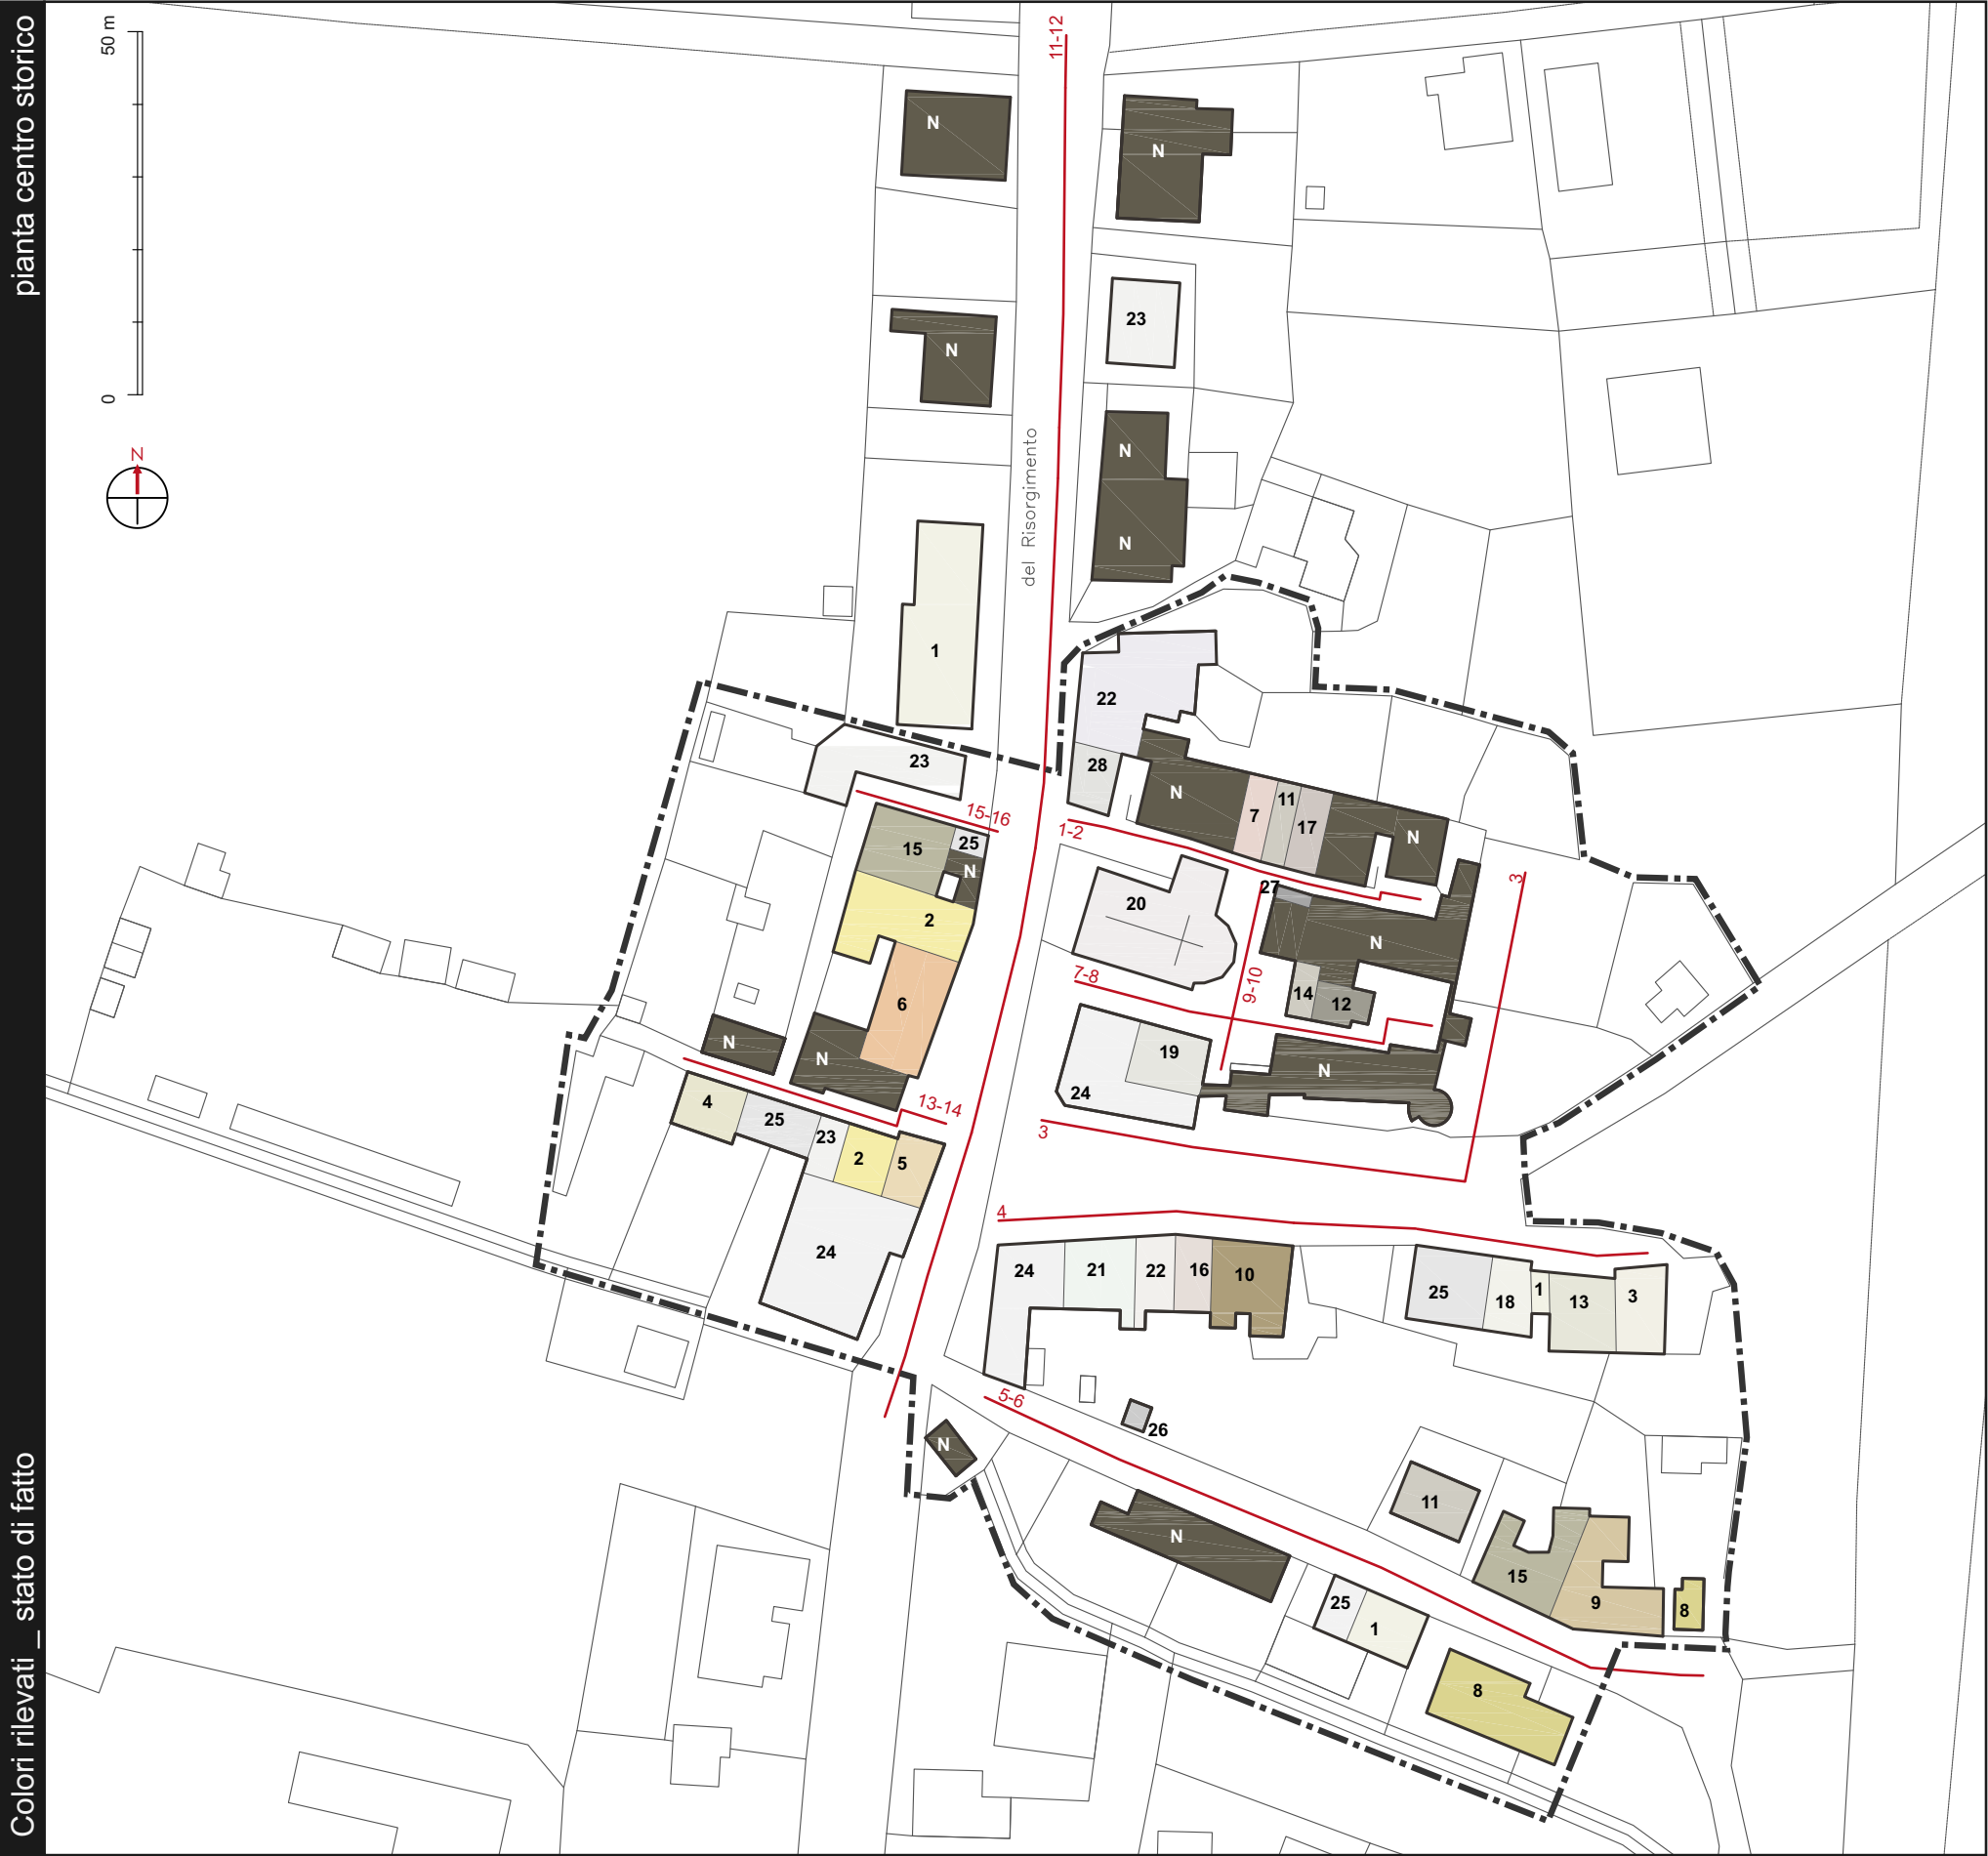 pianta centro storico
Colori rilevati _ stato di fatto
50 m
0
N
11-12
N
N
23
N
del Risorgimento
N
N
1
22
23
28
N
7
11
17
N
15-16
1-2
15
25
N
27
3
20
2
N
7-8
9-10
6
14
12
N
N
19
N
24
4
25
13-14
23
3
2
5
4
24
24
21
22
16
10
25
18
1
13
3
5-6
26
N
11
N
15
25
9
8
1
8